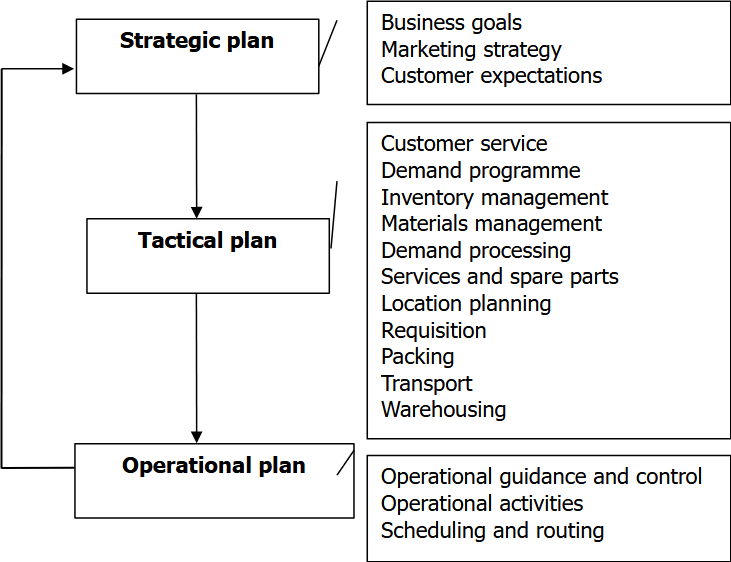 Strategic plan
Business goals
Marketing strategy
Customer expectations
Tactical plan
Customer service
Demand programme
Inventory management
Materials management
Demand processing
Services and spare parts
Location planning
Requisition
Packing
Transport
Warehousing
Operational plan
Operational guidance and control
Operational activities
Scheduling and routing